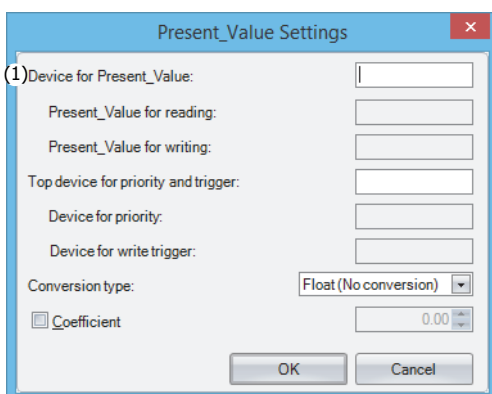 Present_Value Settings
(1) Device for Present_Value:
Present_Value for reading:
Present_Value for writing:
Top device for priority and trigger:
Device for priority:
Device for write trigger:
Conversion type: Float (No conversion)
Coefficient 0.00
OK Cancel